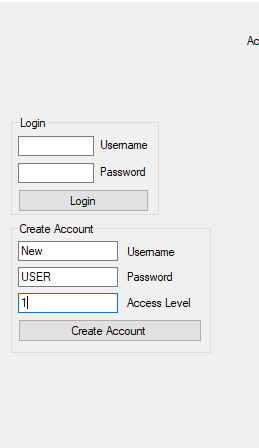 Ac
Login
Username
Password
Login
Create Account
New Username
USER Password
1 Access Level
Create Account